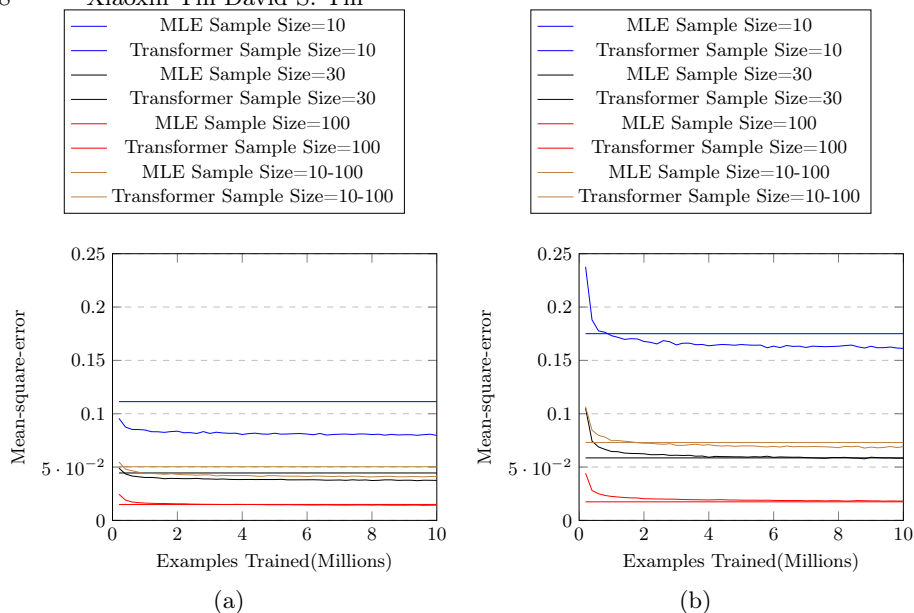 MLE Sample Size=10
Transformer Sample Size=10
MLE Sample Size=30
Transformer Sample Size=30
MLE Sample Size=100
Transformer Sample Size=100
MLE Sample Size=10-100
Transformer Sample Size=10-100
0.25
0.2
0.15
0.1
5 · 10⁻²
0
0 2 4 6 8 10
Mean-square-error
Examples Trained(Millions)
(a)
MLE Sample Size=10
Transformer Sample Size=10
MLE Sample Size=30
Transformer Sample Size=30
MLE Sample Size=100
Transformer Sample Size=100
MLE Sample Size=10-100
Transformer Sample Size=10-100
0.25
0.2
0.15
0.1
5 · 10⁻²
0
0 2 4 6 8 10
Mean-square-error
Examples Trained(Millions)
(b)